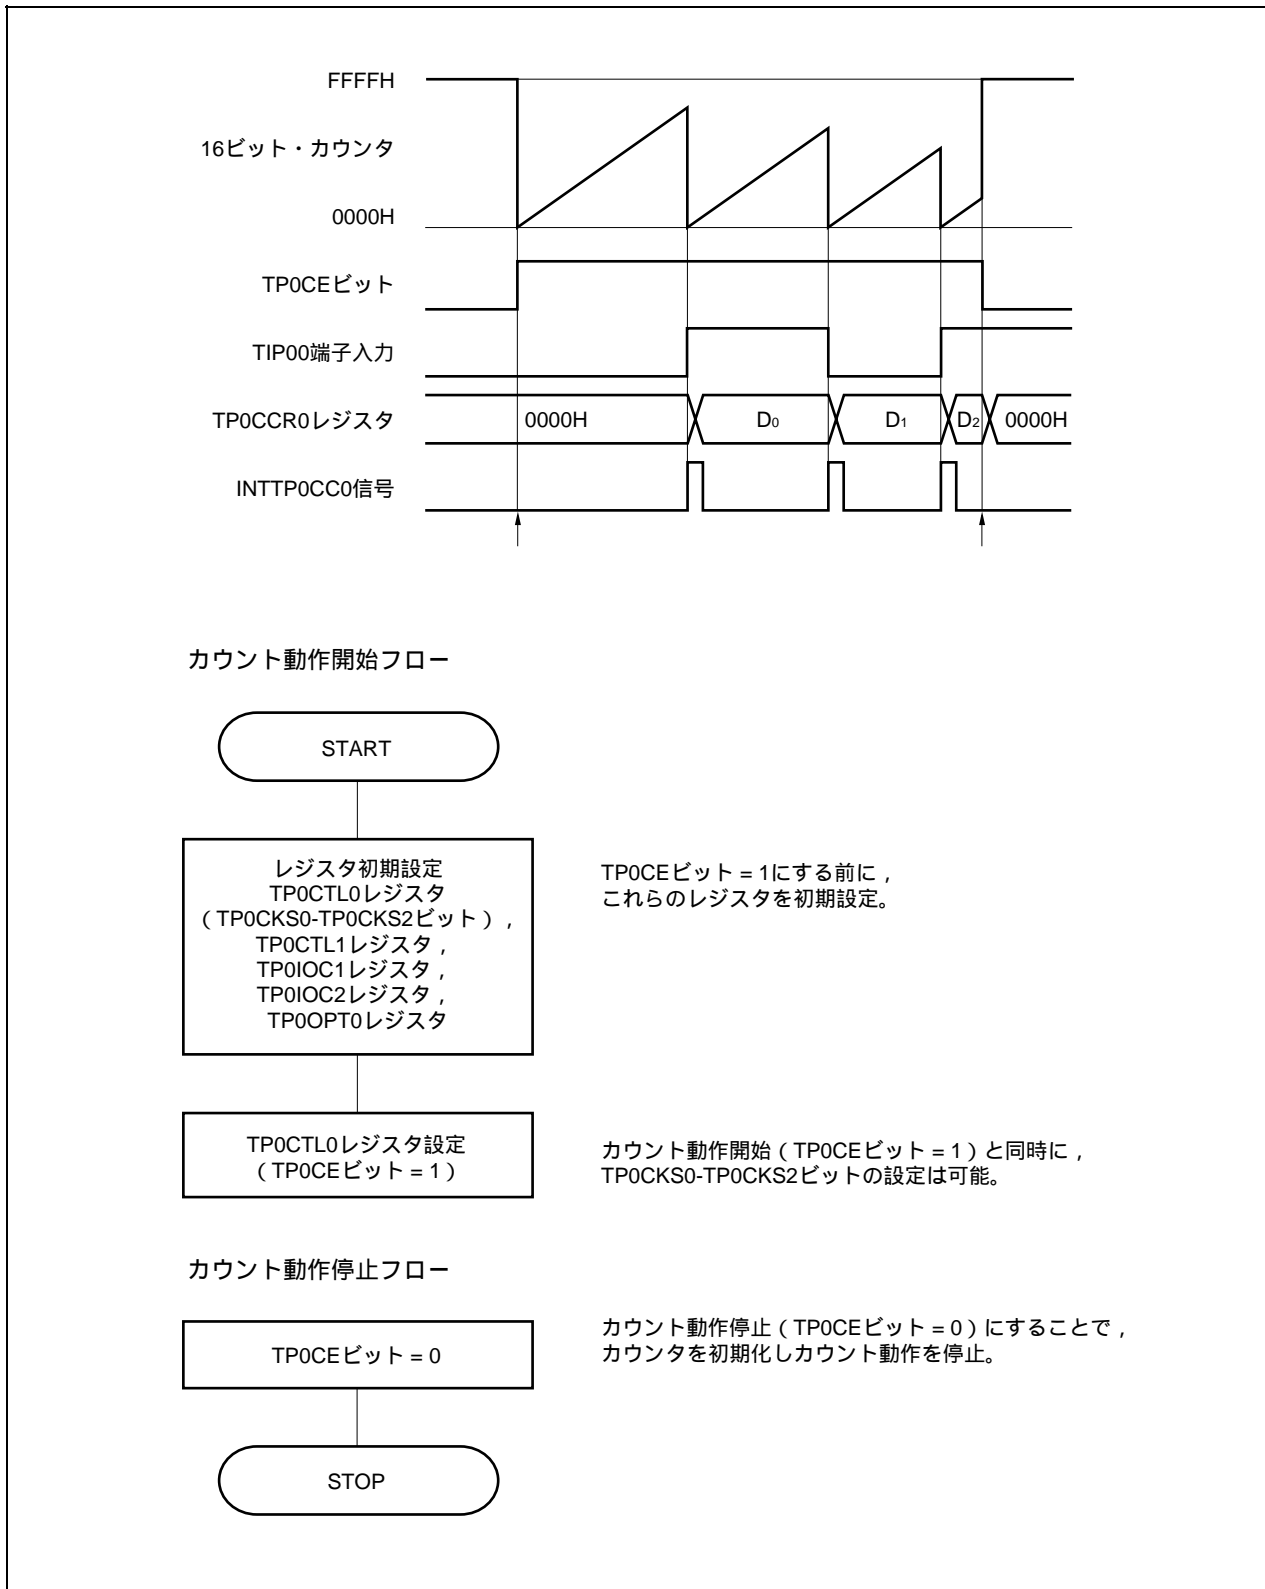 FFFFH
16ビット・カウンタ
0000H
TP0CEビット
TIP00端子入力
TP0CCR0レジスタ
0000H
D0
D1
D2
0000H
INTTP0CC0信号
カウント動作開始フロー
START
レジスタ初期設定
TP0CTL0レジスタ
（TP0CKS0-TP0CKS2ビット），
TP0CTL1レジスタ，
TP0IOC1レジスタ，
TP0IOC2レジスタ，
TP0OPT0レジスタ
TP0CEビット = 1にする前に，
これらのレジスタを初期設定。
TP0CTL0レジスタ設定
（TP0CEビット = 1）
カウント動作開始（TP0CEビット = 1）と同時に，
TP0CKS0-TP0CKS2ビットの設定は可能。
カウント動作停止フロー
TP0CEビット = 0
カウント動作停止（TP0CEビット = 0）にすることで，
カウンタを初期化しカウント動作を停止。
STOP